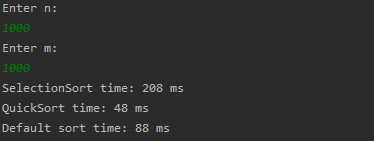 Enter n:
1000
Enter m:
1000
SelectionSort time: 208 ms
QuickSort time: 48 ms
Default sort time: 88 ms